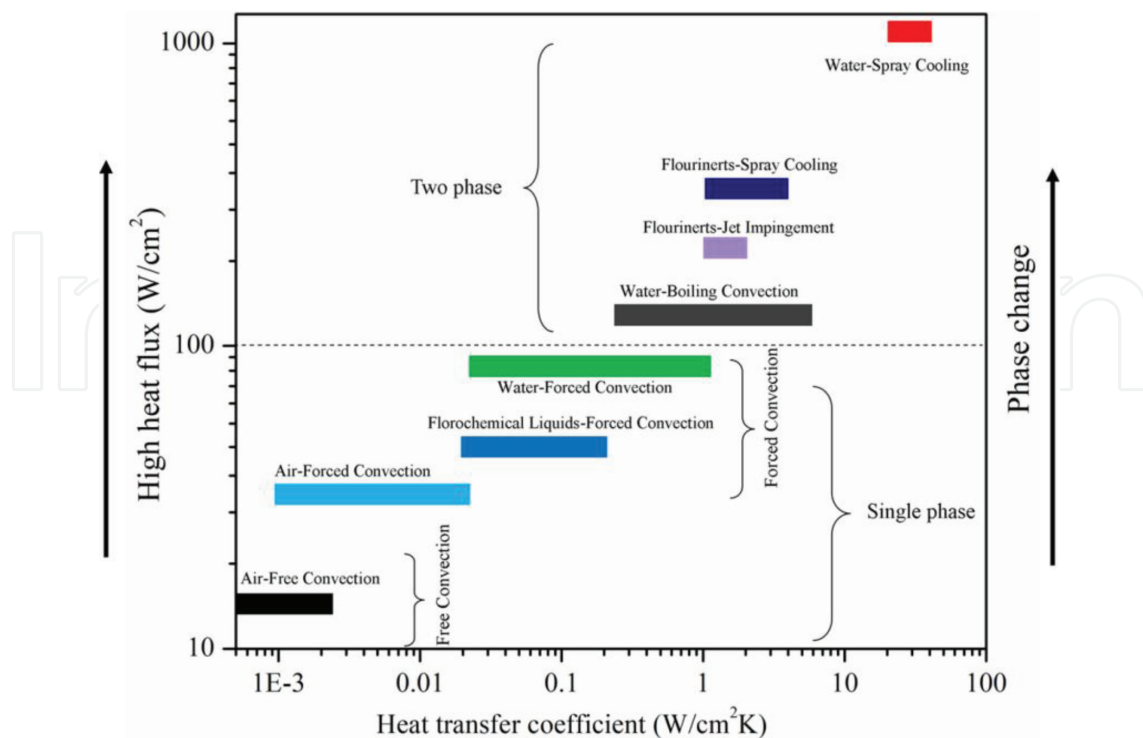 1000
Water-Spray Cooling
Flourinerts-Spray Cooling
Two phase
Flourinerts-Jet Impingement
Water-Boiling Convection
High heat flux (W/cm²)
Phase change
100
Water-Forced Convection
Florochemical Liquids-Forced Convection
Forced Convection
Air-Forced Convection
Single phase
Air-Free Convection
Free Convection
10
1E-3 0.01 0.1 1 10 100
Heat transfer coefficient (W/cm²K)